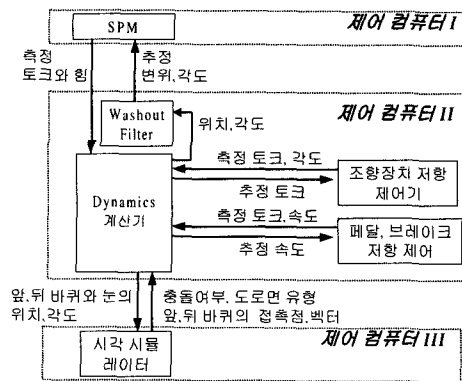 제어 컴퓨터 I
SPM
측정
토크와 힘
추정
변위,각도
제어 컴퓨터 II
Washout
Filter
위치,각도
측정 토크, 각도
추정 토크
조향장치 저항
제어기
Dynamics
계산기
측정 토크,속도
추정 속도
페달, 브레이크
저항 제어
앞,뒤 바퀴와 눈의
위치,각도
충돌여부, 도로면 유형
앞,뒤 바퀴의 접촉점,벡터
시각 시뮬
레이터
제어 컴퓨터 III